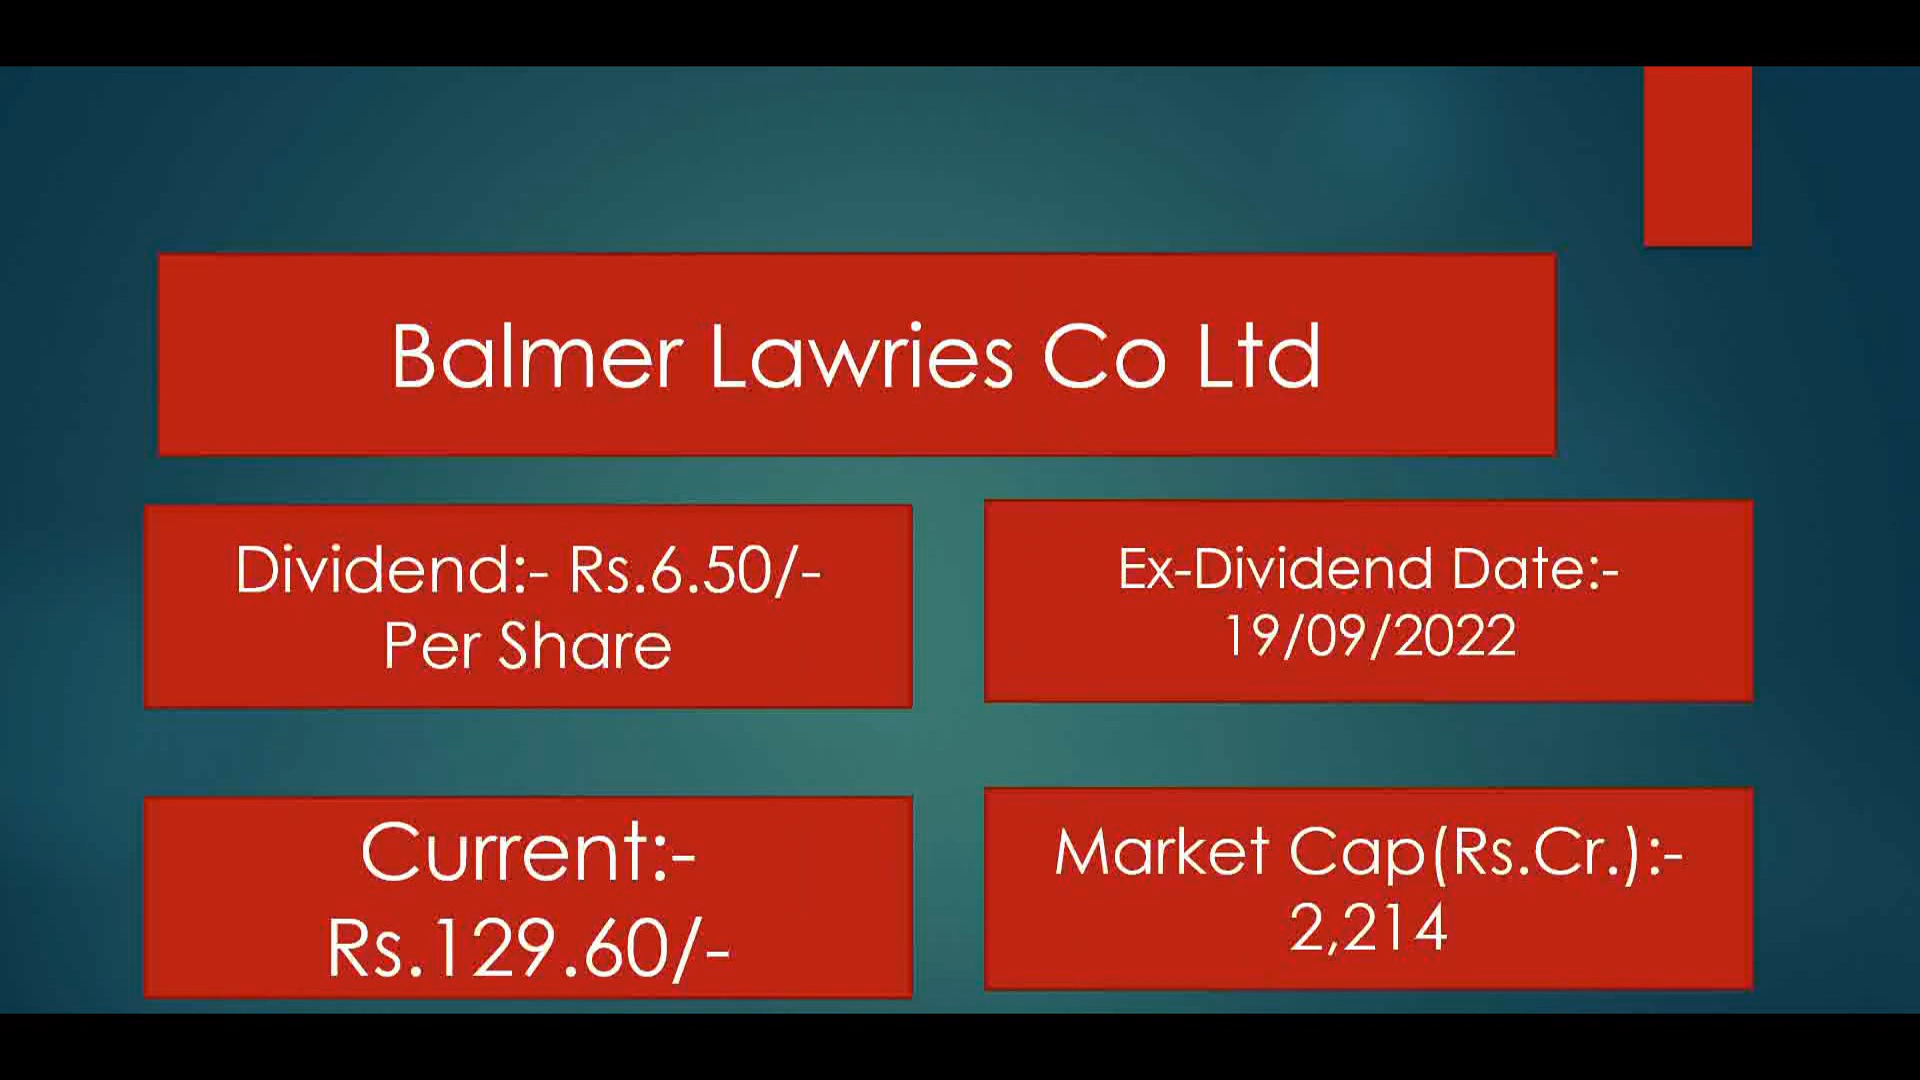 Balmer Lawries Co Ltd
Dividend:- Rs.6.50/-
Per Share
Ex-Dividend Date:-
19/09/2022
Current:-
Rs.129.60/-
Market Cap(Rs.Cr.):-
2,214